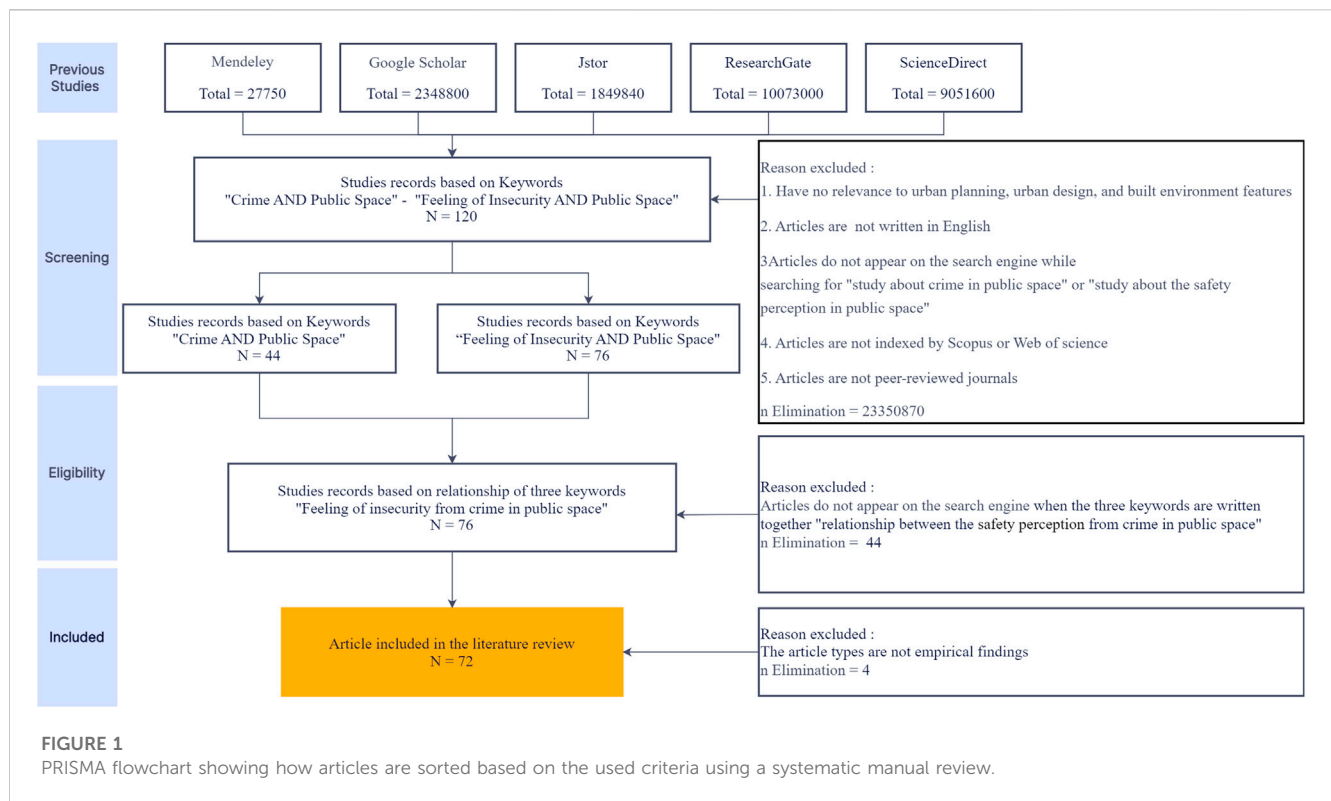 Previous
Studies
Mendeley
Total = 27750
Google Scholar
Total = 2348800
Jstor
Total = 1849840
ResearchGate
Total = 10073000
ScienceDirect
Total = 9051600
Screening
Studies records based on Keywords
"Crime AND Public Space" - "Feeling of Insecurity AND Public Space"
N = 120
Reason excluded :
1. Have no relevance to urban planning, urban design, and built environment features
2. Articles are not written in English
3Articles do not appear on the search engine while
searching for "study about crime in public space" or "study about the safety
perception in public space"
4. Articles are not indexed by Scopus or Web of science
5. Articles are not peer-reviewed journals
n Elimination = 23350870
Studies records based on Keywords
"Crime AND Public Space"
N = 44
Studies records based on Keywords
“Feeling of Insecurity AND Public Space"
N = 76
Eligibility
Studies records based on relationship of three keywords
"Feeling of insecurity from crime in public space"
N = 76
Reason excluded :
Articles do not appear on the search engine when the three keywords are written
together "relationship between the safety perception from crime in public space"
n Elimination = 44
Included
Article included in the literature review
N = 72
Reason excluded :
The article types are not empirical findings
n Elimination = 4
FIGURE 1
PRISMA flowchart showing how articles are sorted based on the used criteria using a systematic manual review.